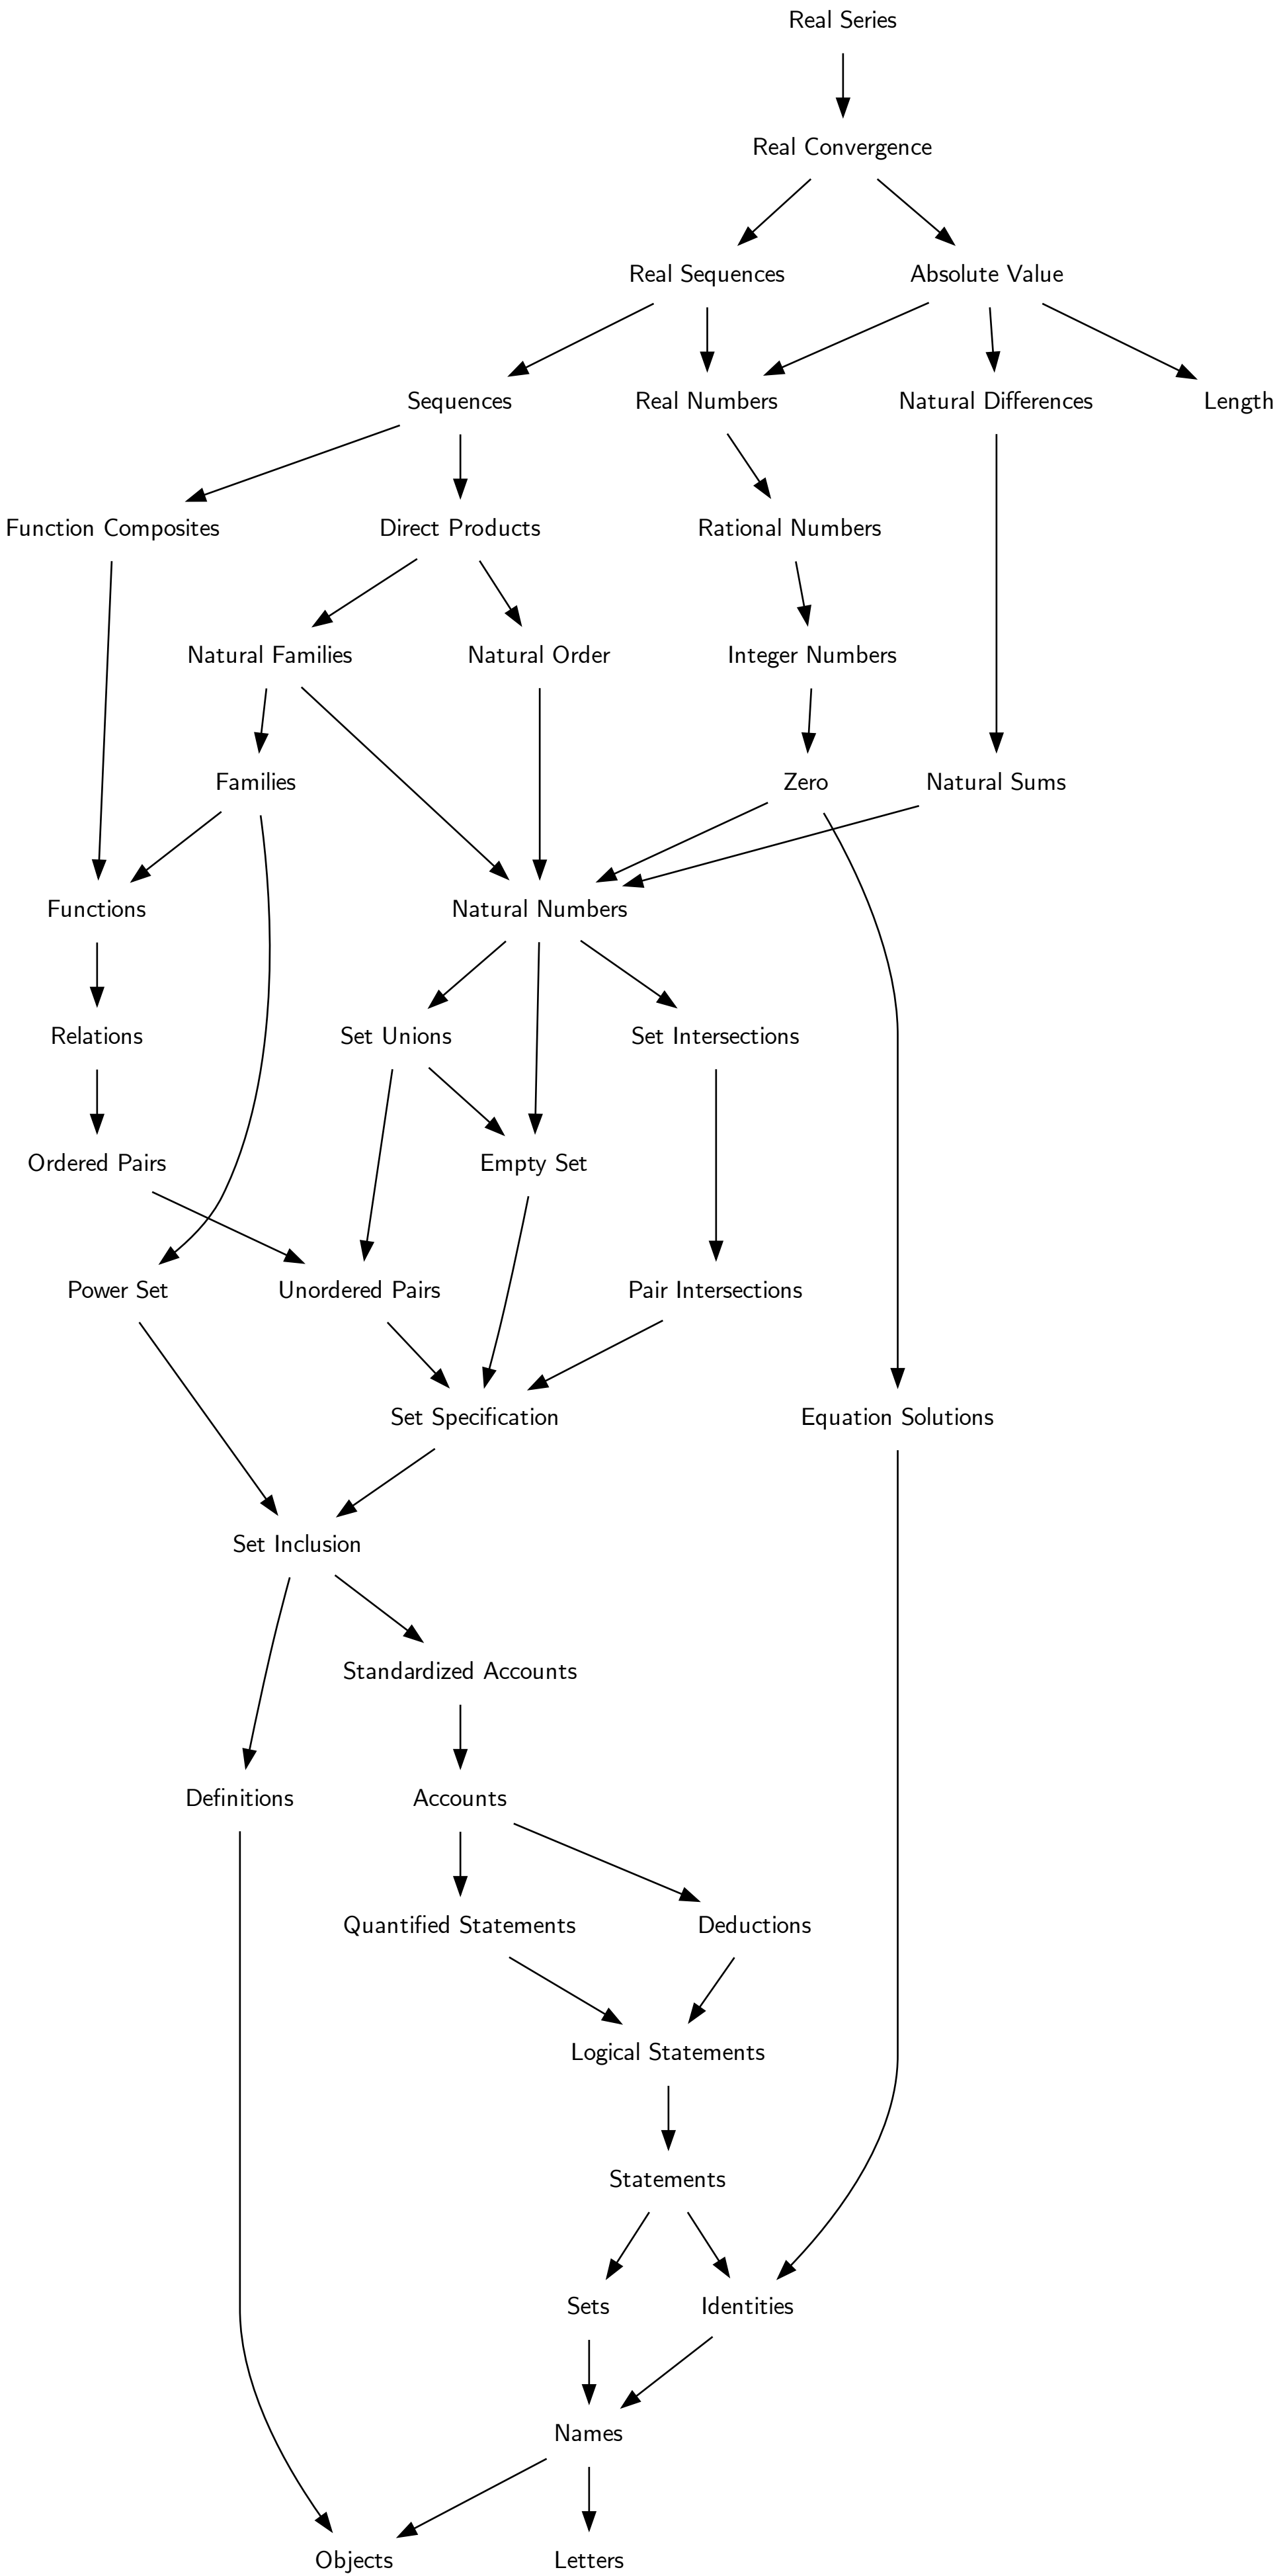 Real Series
Real Convergence
Real Sequences
Absolute Value
Sequences
Real Numbers
Natural Differences
Length
Function Composites
Direct Products
Rational Numbers
Natural Families
Natural Order
Integer Numbers
Families
Zero
Natural Sums
Functions
Natural Numbers
Relations
Set Unions
Set Intersections
Ordered Pairs
Empty Set
Power Set
Unordered Pairs
Pair Intersections
Set Specification
Equation Solutions
Set Inclusion
Standardized Accounts
Definitions
Accounts
Quantified Statements
Deductions
Logical Statements
Statements
Sets
Identities
Names
Objects
Letters